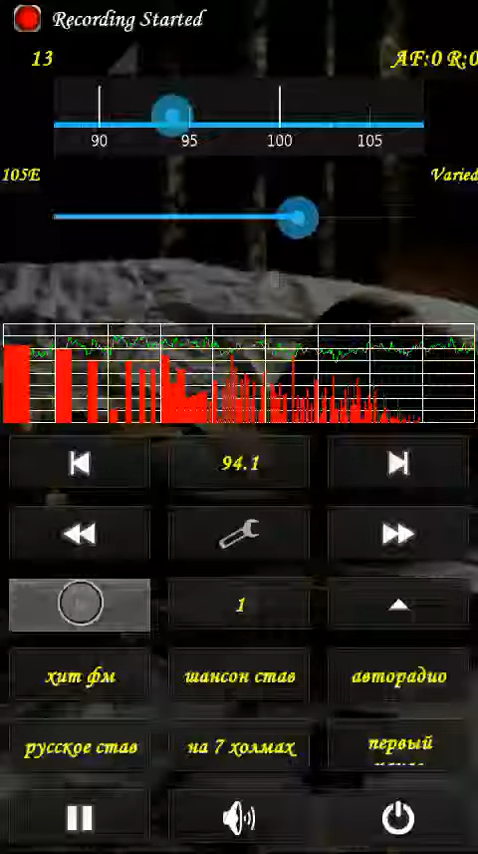 Recording Started
13 AF:0 R:0
90 95 100 105
105E Varied
94.1
1
хит фм шансон став авторадио
русское став на 7 холмах первый